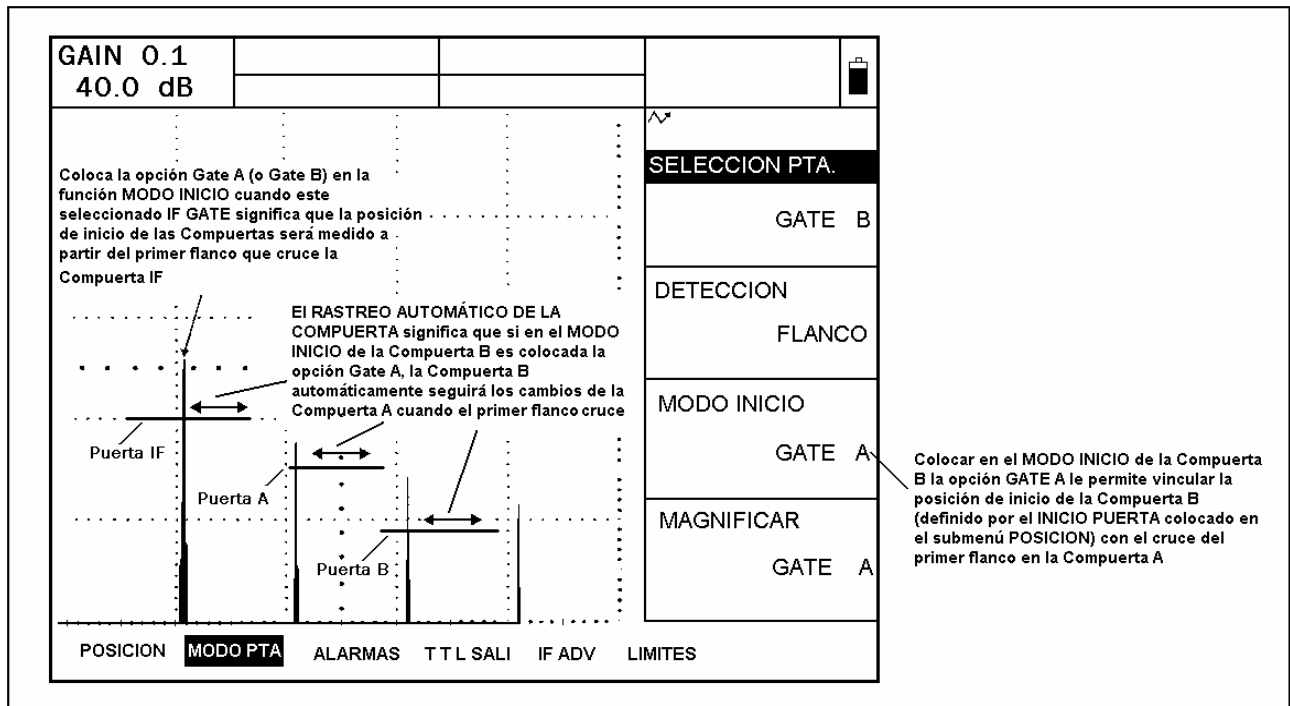 GAIN 0.1
40.0 dB
Coloca la opción Gate A (o Gate B) en la
función MODO INICIO cuando este
seleccionado IF GATE significa que la posición
de inicio de las Compuertas será medido a
partir del primer flanco que cruce la
Compuerta IF
El RASTREO AUTOMÁTICO DE LA
COMPUERTA significa que si en el MODO
INICIO de la Compuerta B es colocada la
opción Gate A, la Compuerta B
automáticamente seguirá los cambios de la
Compuerta A cuando el primer flanco cruce
Puerta IF
Puerta A
Puerta B
SELECCION PTA.
GATE B
DETECCION
FLANCO
MODO INICIO
GATE A
MAGNIFICAR
GATE A
Colocar en el MODO INICIO de la Compuerta
B la opción GATE A le permite vincular la
posición de inicio de la Compuerta B
(definido por el INICIO PUERTA colocado en
el submenú POSICION) con el cruce del
primer flanco en la Compuerta A
POSICION MODO PTA ALARMAS T T L SALI IF ADV LIMITES